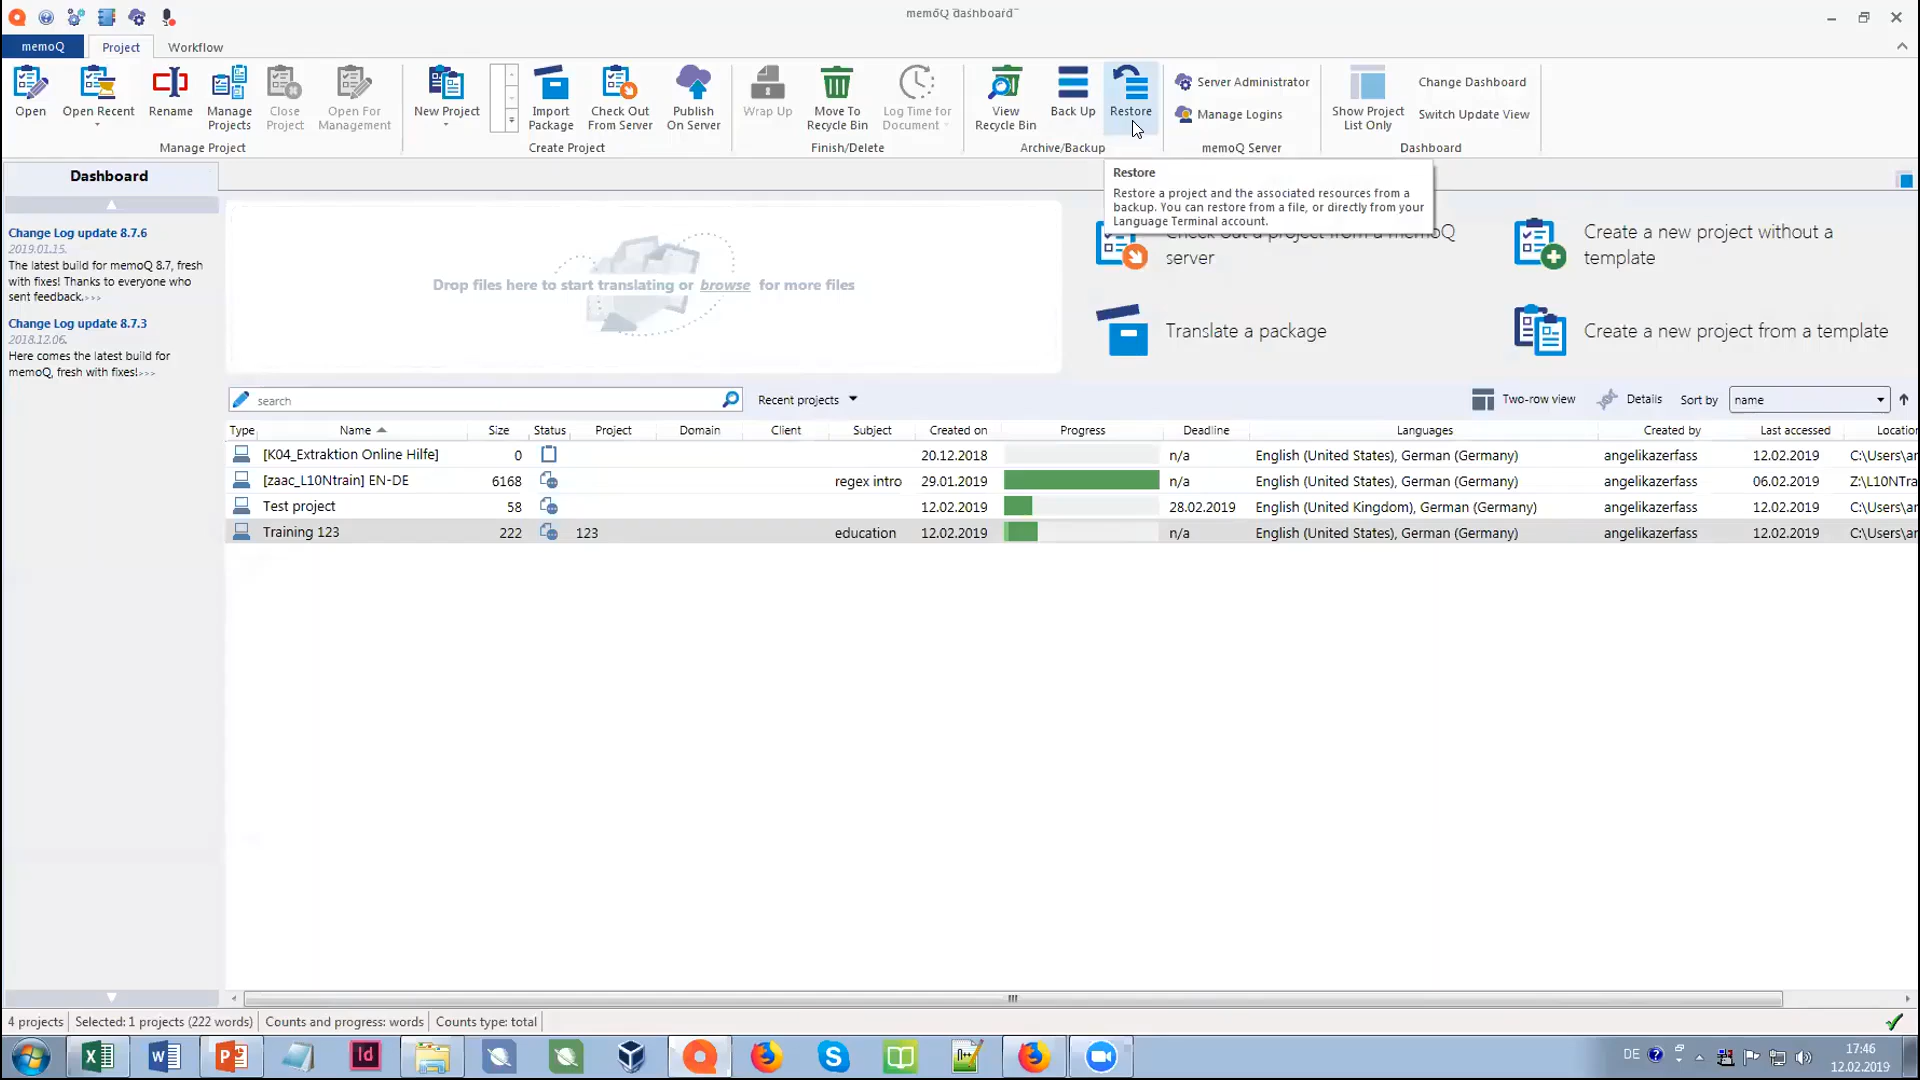 memoQ dashboard
memoQ
Project
Workflow
Open
Open Recent
Rename
Manage Projects
Close Project
Open For Management
New Project
Import Package
Check Out From Server
Publish On Server
Wrap Up
Move To Recycle Bin
Log Time for Document
View Recycle Bin
Back Up
Restore
Server Administrator
Manage Logins
Show Project List Only
Change Dashboard
Switch Update View
Manage Project
Create Project
Finish/Delete
Archive/Backup
memoQ Server
Dashboard
Dashboard
Restore
Restore a project and the associated resources from a
backup. You can restore from a file, or directly from your
Language Terminal account.
Change Log update 8.7.6
2019.01.15.
The latest build for memoQ 8.7, fresh
with fixes! Thanks to everyone who
sent feedback.>>>
Change Log update 8.7.3
2018.12.06.
Here comes the latest build for
memoQ, fresh with fixes!>>>
Drop files here to start translating or browse for more files
Check out a project from a memoQ
server
Create a new project without a
template
Translate a package
Create a new project from a template
search
Recent projects
Two-row view
Details
Sort by
name
Type Name Size Status Project Domain Client Subject Created on Progress Deadline Languages Created by Last accessed Locatio
[K04_Extraktion Online Hilfe] 0 20.12.2018 n/a English (United States), German (Germany) angelikazerfass 12.02.2019 C:\Users\ar
[zaac_L10Ntrain] EN-DE 6168 regex intro 29.01.2019 n/a English (United States), German (Germany) angelikazerfass 06.02.2019 Z:\L10NTra
Test project 58 12.02.2019 28.02.2019 English (United Kingdom), German (Germany) angelikazerfass 12.02.2019 C:\Users\ar
Training 123 222 123 education 12.02.2019 n/a English (United States), German (Germany) angelikazerfass 12.02.2019 C:\Users\ar
4 projects
Selected: 1 projects (222 words)
Counts and progress: words
Counts type: total
DE
17:46
12.02.2019